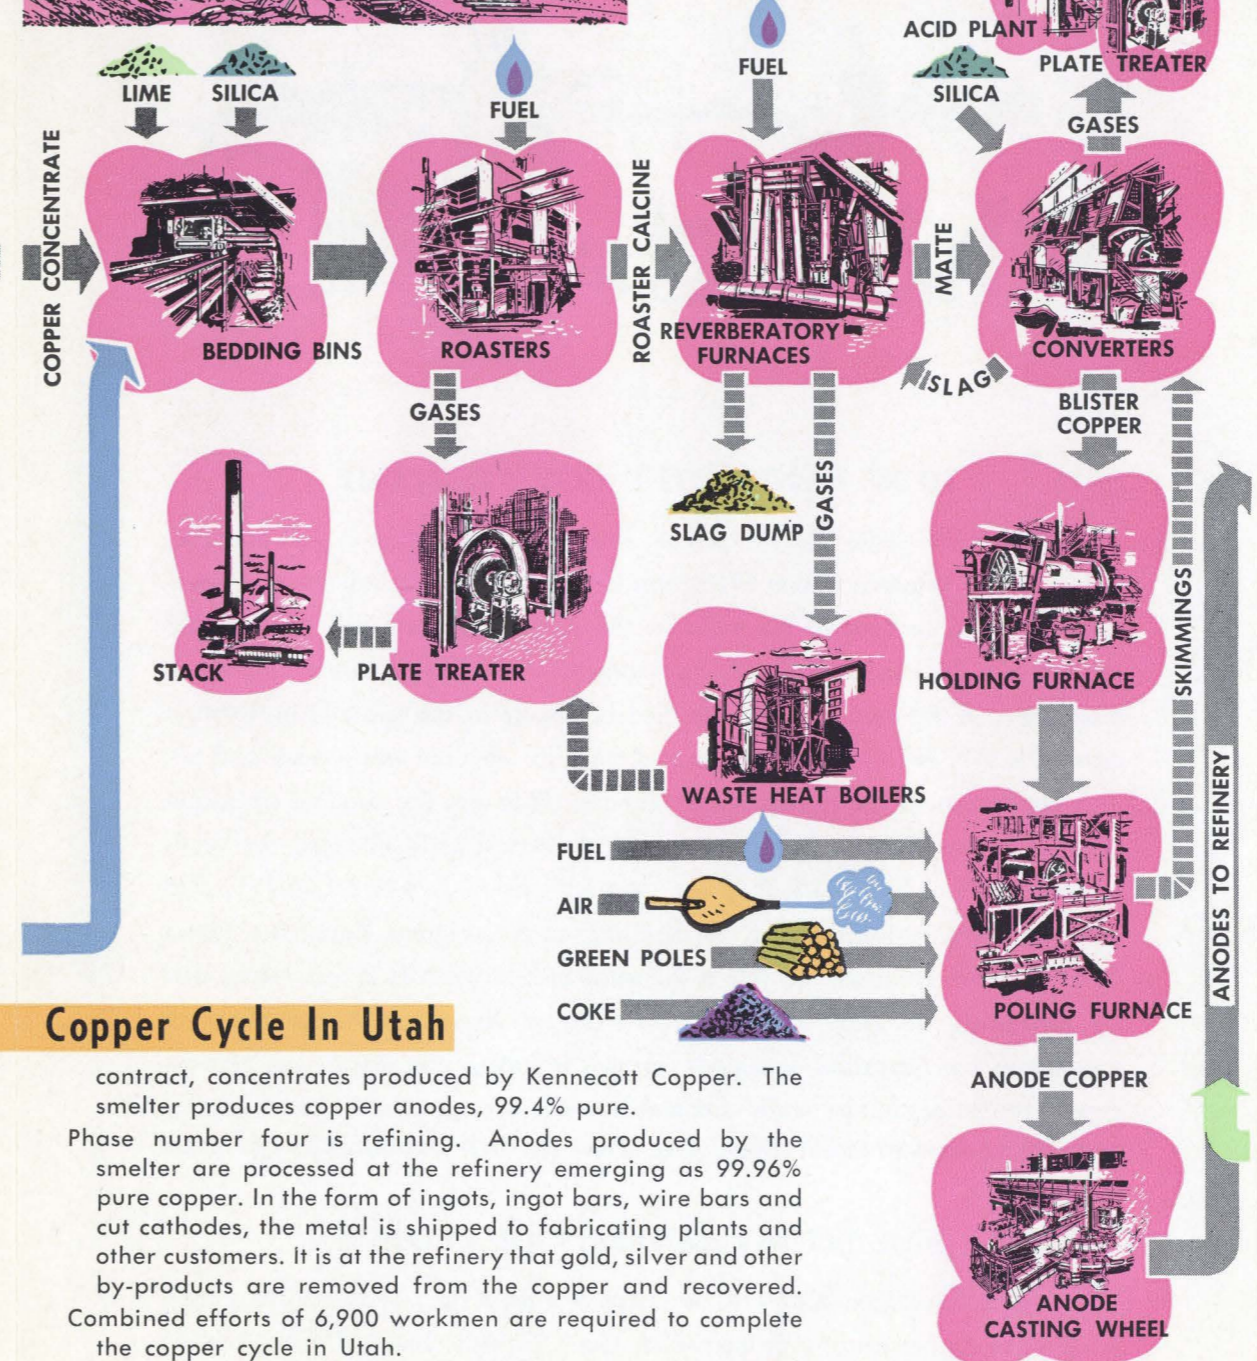 ACID PLANT
PLATE TREATER
FUEL
SILICA
LIME
SILICA
FUEL
GASES
COPPER CONCENTRATE
BEDDING BINS
ROASTERS
ROASTER CALCINE
REVERBERATORY
FURNACES
MATTE
CONVERTERS
SLAG
GASES
BLISTER
COPPER
SLAG DUMP
GASES
STACK
PLATE TREATER
HOLDING FURNACE
SKIMMINGS
WASTE HEAT BOILERS
FUEL
AIR
GREEN POLES
COKE
POLING FURNACE
ANODES TO REFINERY
ANODE COPPER
ANODE
CASTING WHEEL
Copper Cycle In Utah
contract, concentrates produced by Kennecott Copper. The
smelter produces copper anodes, 99.4% pure.
Phase number four is refining. Anodes produced by the
smelter are processed at the refinery emerging as 99.96%
pure copper. In the form of ingots, ingot bars, wire bars and
cut cathodes, the metal is shipped to fabricating plants and
other customers. It is at the refinery that gold, silver and other
by-products are removed from the copper and recovered.
Combined efforts of 6,900 workmen are required to complete
the copper cycle in Utah.